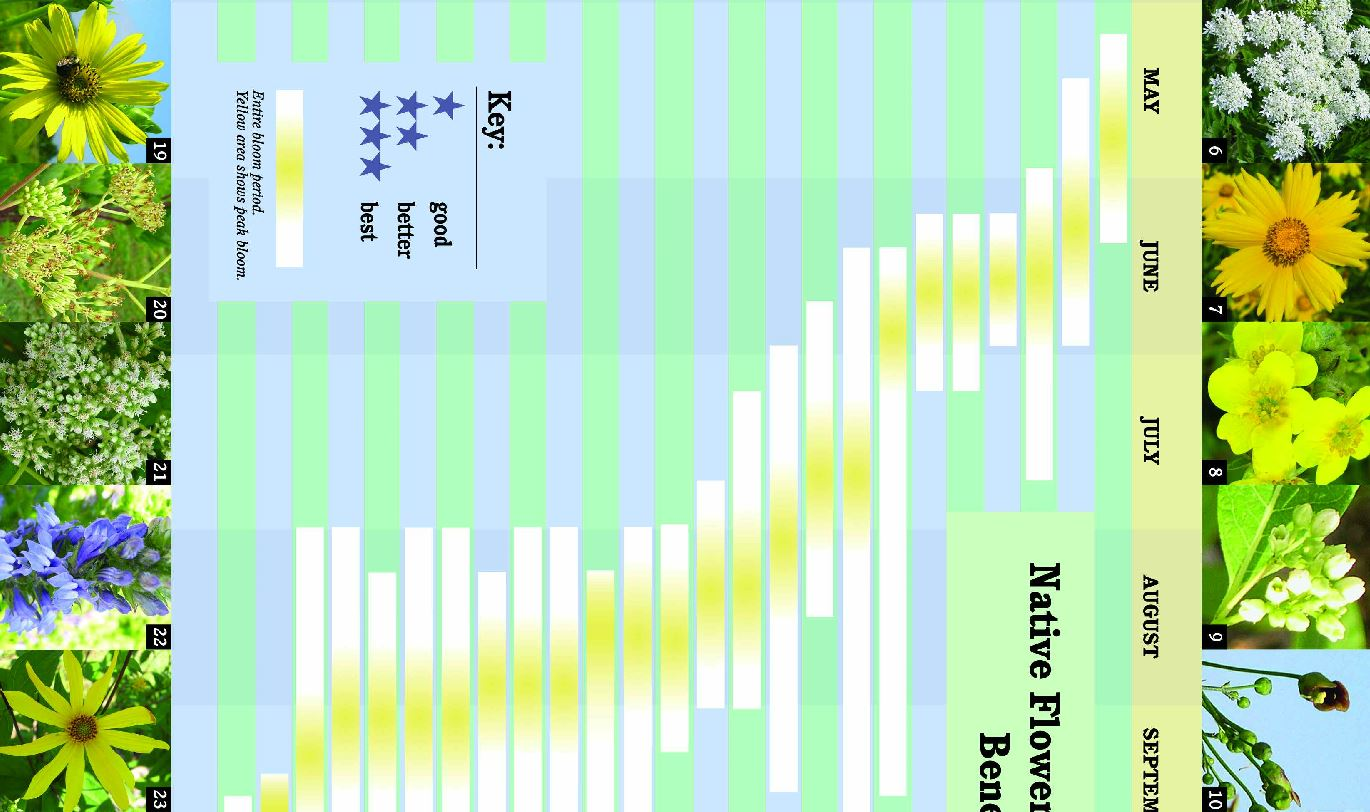 6
7
8
9
10
MAY
JUNE
JULY
AUGUST
SEPTEM
Native Flower
Bene
Key:
good
better
best
Entire bloom period.
Yellow area shows peak bloom.
19
20
21
22
23